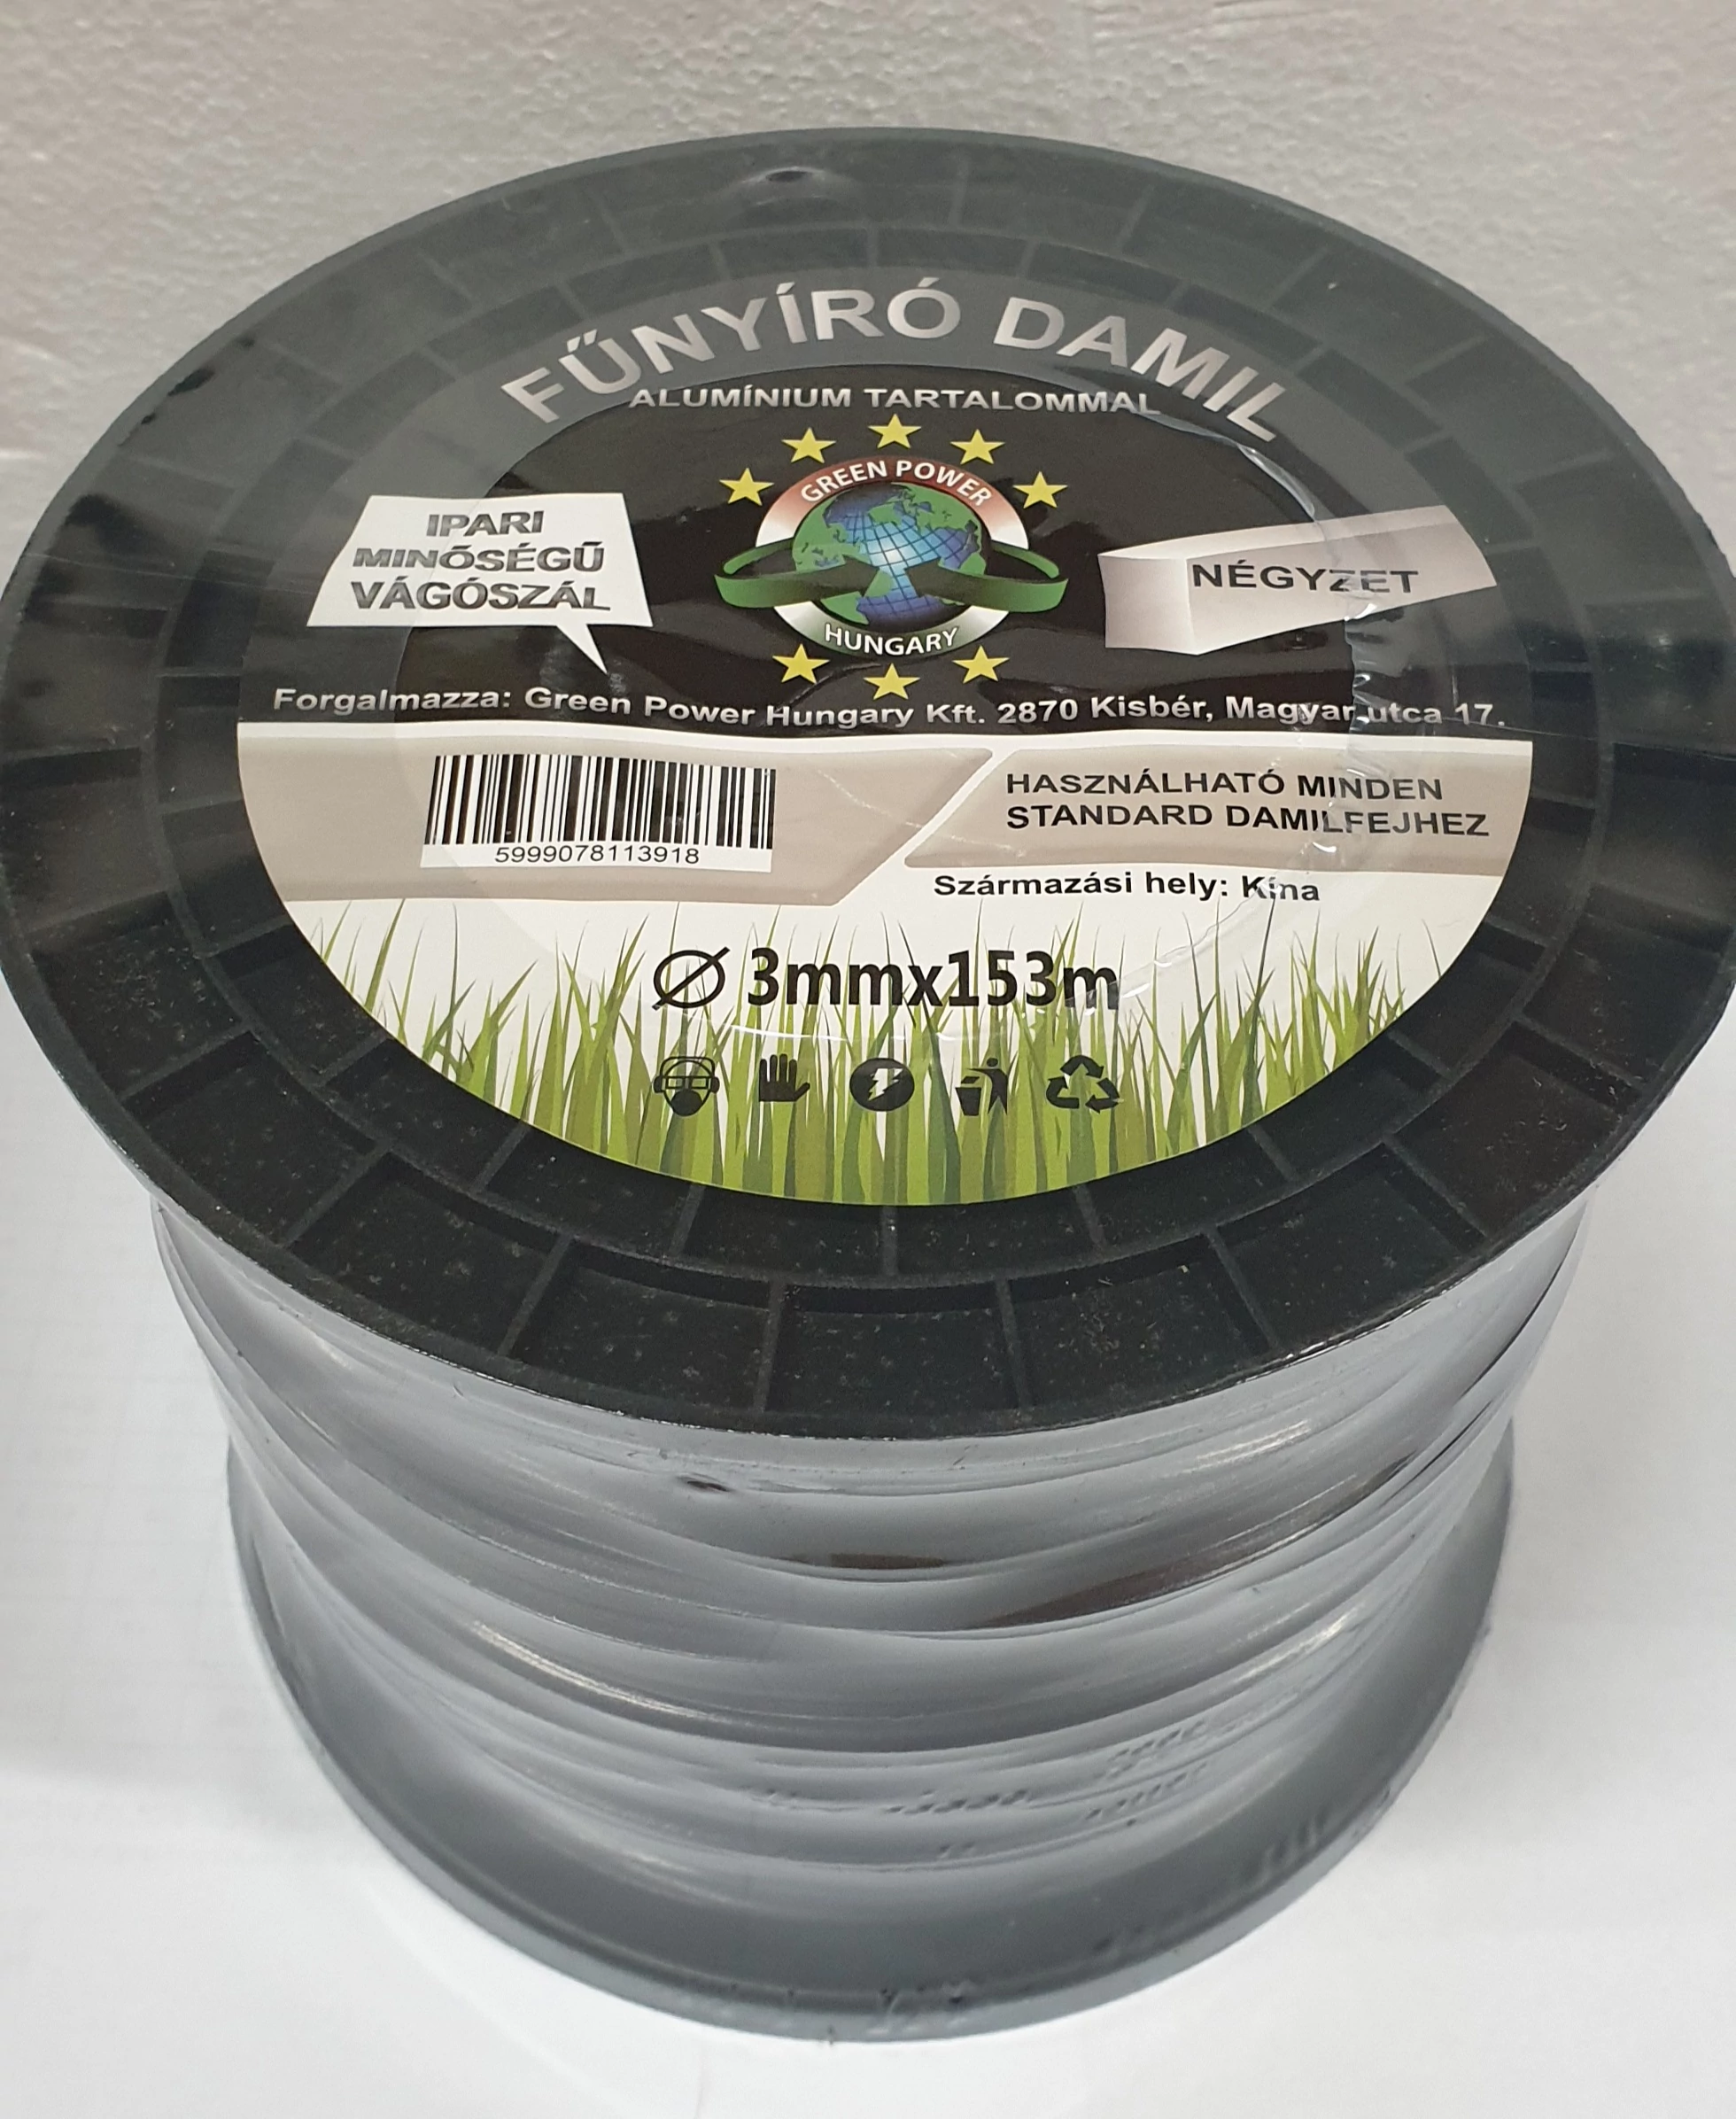 FŰNYÍRÓ DAMIL
ALUMÍNIUM TARTALOMMAL
GREEN POWER
HUNGARY
IPARI
MINŐSÉGŰ
VÁGÓSZÁL
NÉGYZET
Forgalmazza: Green Power Hungary Kft. 2870 Kisbér, Magyar utca 17.
5999078113918
HASZNÁLHATÓ MINDEN
STANDARD DAMILFEJHEZ
Származási hely: Kína
Ø 3mmx153m